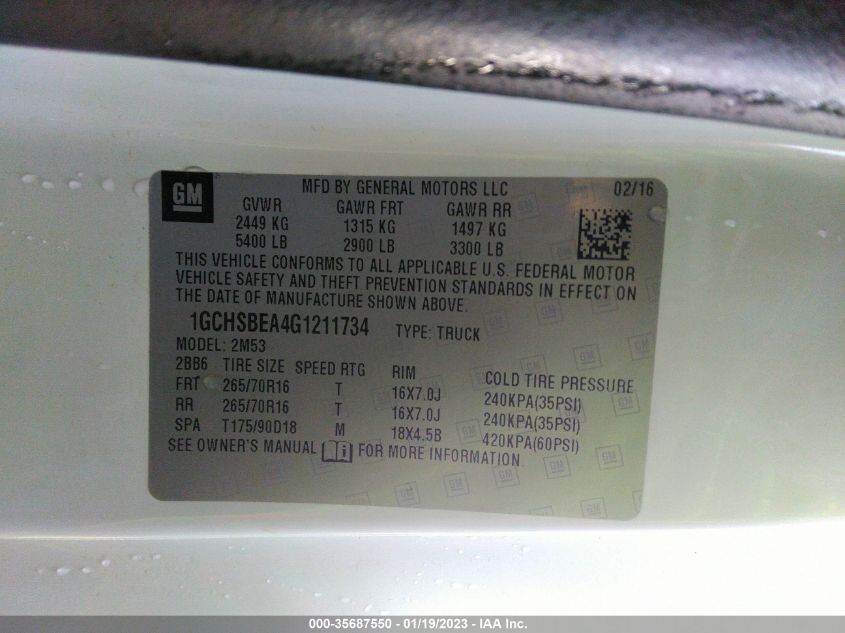 GM
MFD BY GENERAL MOTORS LLC 02/16
GVWR GAWR FRT GAWR RR
2449 KG 1315 KG 1497 KG
5400 LB 2900 LB 3300 LB
THIS VEHICLE CONFORMS TO ALL APPLICABLE U.S. FEDERAL MOTOR
VEHICLE SAFETY AND THEFT PREVENTION STANDARDS IN EFFECT ON
THE DATE OF MANUFACTURE SHOWN ABOVE.
1GCHSBEA4G1211734 TYPE: TRUCK
MODEL: 2M53
2BB6 TIRE SIZE SPEED RTG RIM COLD TIRE PRESSURE
FRT 265/70R16 T 16X7.0J 240KPA(35PSI)
RR 265/70R16 T 16X7.0J 240KPA(35PSI)
SPA T175/90D18 M 18X4.5B 420KPA(60PSI)
SEE OWNER'S MANUAL FOR MORE INFORMATION
000-35687550 - 01/19/2023 - IAA Inc.